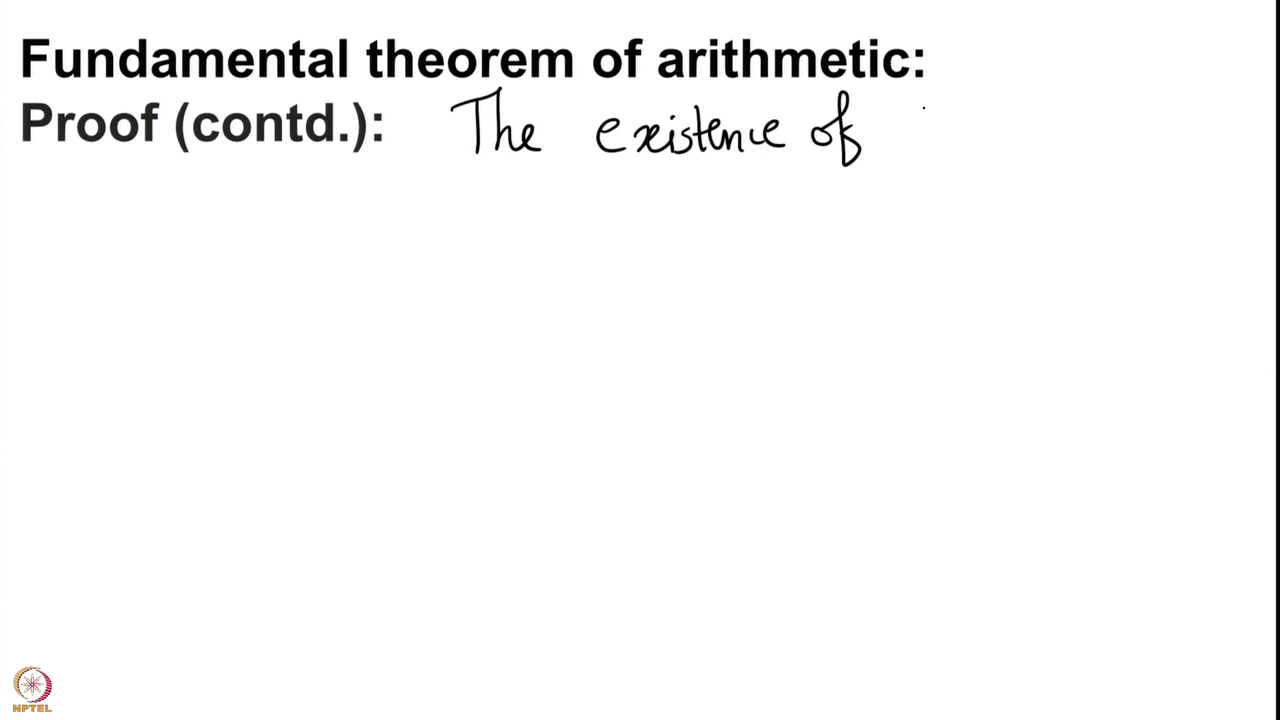 Fundamental theorem of arithmetic:
Proof (contd.): The existence of
NPTEL